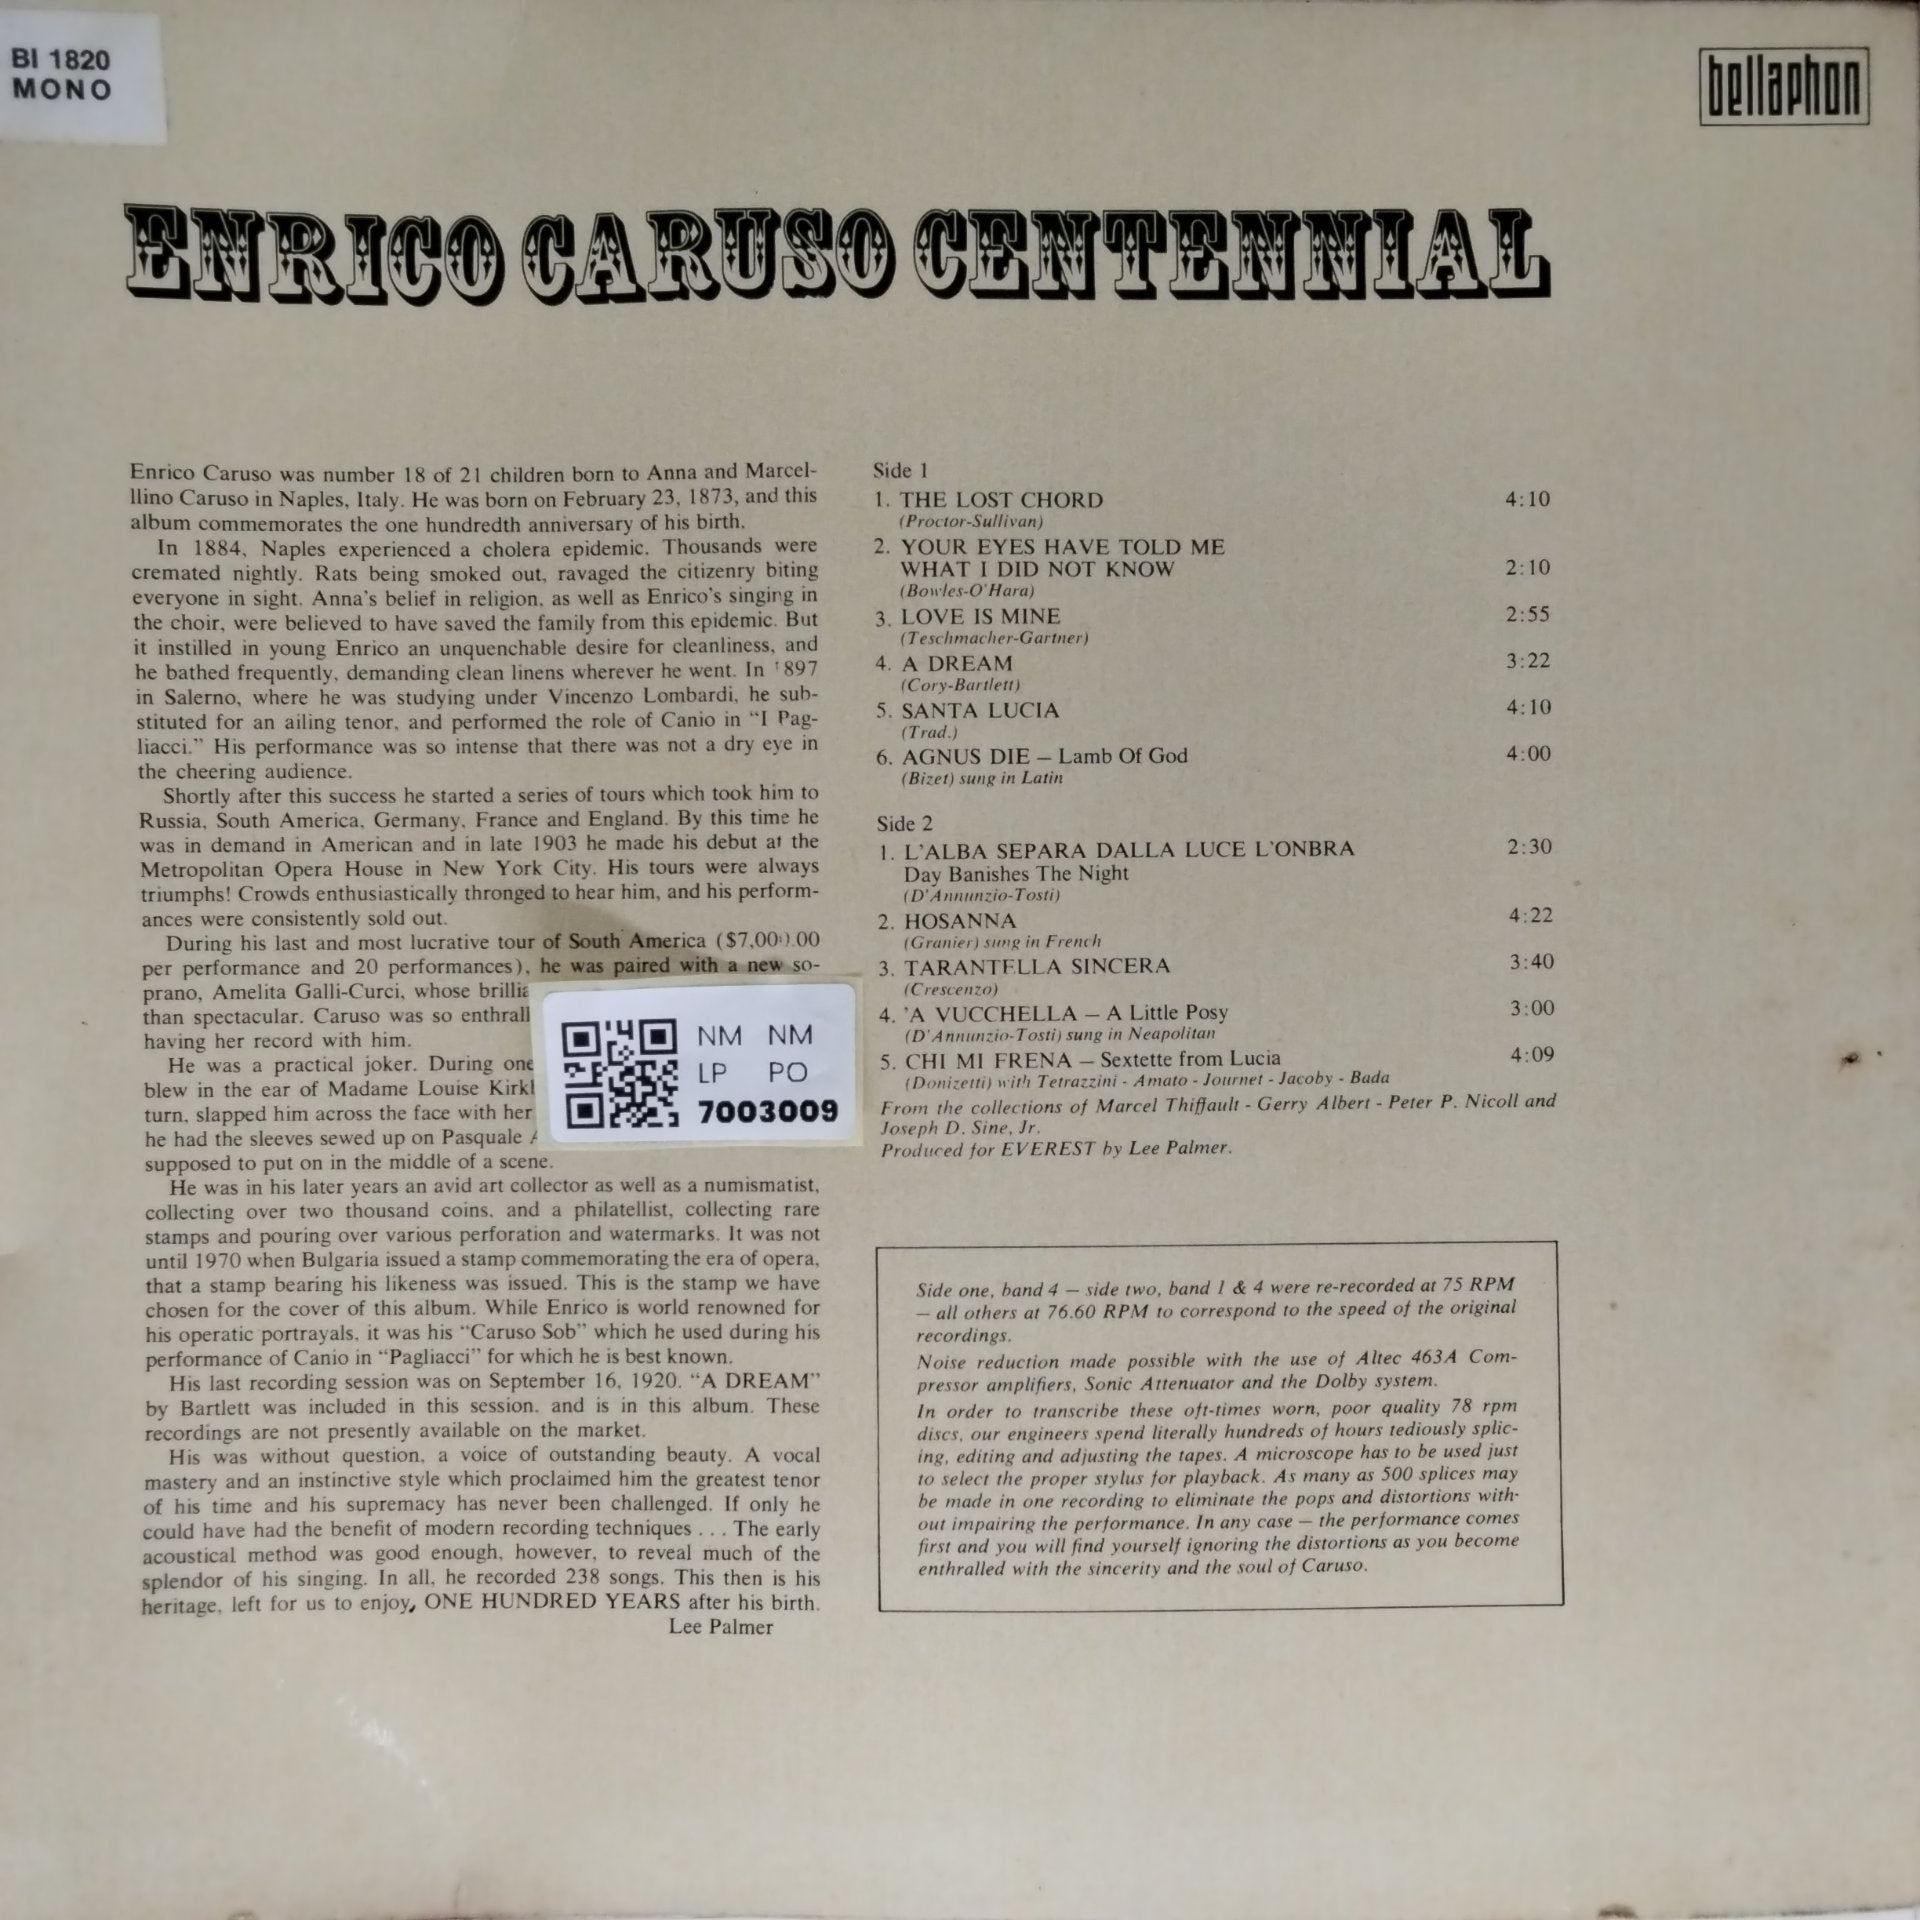 BI 1820
MONO
bellaphon
ENRICO CARUSO CENTENNIAL
Enrico Caruso was number 18 of 21 children born to Anna and Marcel-
llino Caruso in Naples, Italy. He was born on February 23, 1873, and this
album commemorates the one hundredth anniversary of his birth.
In 1884, Naples experienced a cholera epidemic. Thousands were
cremated nightly. Rats being smoked out, ravaged the citizenry biting
everyone in sight. Anna's belief in religion, as well as Enrico's singing in
the choir, were believed to have saved the family from this epidemic. But
it instilled in young Enrico an unquenchable desire for cleanliness, and
he bathed frequently, demanding clean linens wherever he went. In 1897
in Salerno, where he was studying under Vincenzo Lombardi, he sub-
stituted for an ailing tenor, and performed the role of Canio in “I Pag-
liacci.” His performance was so intense that there was not a dry eye in
the cheering audience.
Shortly after this success he started a series of tours which took him to
Russia, South America, Germany, France and England. By this time he
was in demand in American and in late 1903 he made his debut at the
Metropolitan Opera House in New York City. His tours were always
triumphs! Crowds enthusiastically thronged to hear him, and his perform-
ances were consistently sold out.
During his last and most lucrative tour of South America ($7,000.00
per performance and 20 performances), he was paired with a new so-
prano, Amelita Galli-Curci, whose
than spectacular. Caruso was so
having her record with him.
He was a practical joker. During one
blew in the ear of Madame Louise
turn, slapped him across the face with her
he had the sleeves sewed up on Pasquale
supposed to put on in the middle of a scene.
He was in his later years an avid art collector as well as a numismatist,
collecting over two thousand coins, and a philatellist, collecting rare
stamps and pouring over various perforation and watermarks. It was not
until 1970 when Bulgaria issued a stamp commemorating the era of opera,
that a stamp bearing his likeness was issued. This is the stamp we have
chosen for the cover of this album. While Enrico is world renowned for
his operatic portrayals, it was his “Caruso Sob” which he used during his
performance of Canio in “Pagliacci” for which he is best known.
His last recording session was on September 16, 1920. “A DREAM”
by Bartlett was included in this session, and is in this album. These
recordings are not presently available on the market.
His was without question, a voice of outstanding beauty. A vocal
mastery and an instinctive style which proclaimed him the greatest tenor
of his time and his supremacy has never been challenged. If only he
could have had the benefit of modern recording techniques . . . The early
acoustical method was good enough, however, to reveal much of the
splendor of his singing. In all, he recorded 238 songs. This then is his
heritage, left for us to enjoy, ONE HUNDRED YEARS after his birth.
Lee Palmer
NM NM
LP PO
7003009
Side 1
1. THE LOST CHORD 4:10
(Proctor-Sullivan)
2. YOUR EYES HAVE TOLD ME
WHAT I DID NOT KNOW 2:10
(Bowles-O'Hara)
3. LOVE IS MINE 2:55
(Teschmacher-Gartner)
4. A DREAM 3:22
(Cory-Bartlett)
5. SANTA LUCIA 4:10
(Trad.)
6. AGNUS DIE – Lamb Of God 4:00
(Bizet) sung in Latin
Side 2
1. L'ALBA SEPARA DALLA LUCE L'ONBRA 2:30
Day Banishes The Night
(D'Annunzio-Tosti)
2. HOSANNA 4:22
(Granier) sung in French
3. TARANTELLA SINCERA 3:40
(Crescenzo)
4. 'A VUCCHELLA – A Little Posy 3:00
(D'Annunzio-Tosti) sung in Neapolitan
5. CHI MI FRENA – Sextette from Lucia 4:09
(Donizetti) with Tetrazzini - Amato - Journet - Jacoby - Bada
From the collections of Marcel Thiffault - Gerry Albert - Peter P. Nicoll and
Joseph D. Sine, Jr.
Produced for EVEREST by Lee Palmer.
Side one, band 4 – side two, band 1 & 4 were re-recorded at 75 RPM
– all others at 76.60 RPM to correspond to the speed of the original
recordings.
Noise reduction made possible with the use of Altec 463A Com-
pressor amplifiers, Sonic Attenuator and the Dolby system.
In order to transcribe these oft-times worn, poor quality 78 rpm
discs, our engineers spend literally hundreds of hours tediously splic-
ing, editing and adjusting the tapes. A microscope has to be used just
to select the proper stylus for playback. As many as 500 splices may
be made in one recording to eliminate the pops and distortions with-
out impairing the performance. In any case – the performance comes
first and you will find yourself ignoring the distortions as you become
enthralled with the sincerity and the soul of Caruso.